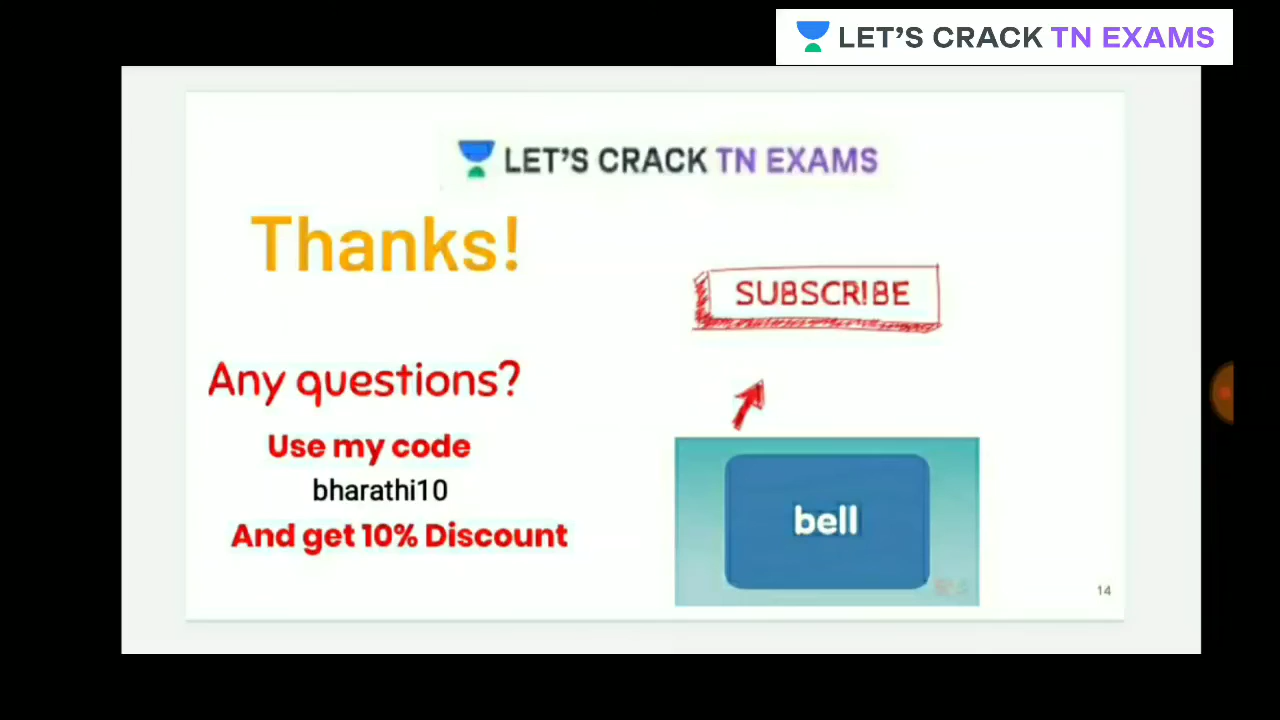 LET'S CRACK TN EXAMS
LET'S CRACK TN EXAMS
Thanks!
SUBSCRIBE
Any questions?
Use my code
bharathi10
And get 10% Discount
bell
14